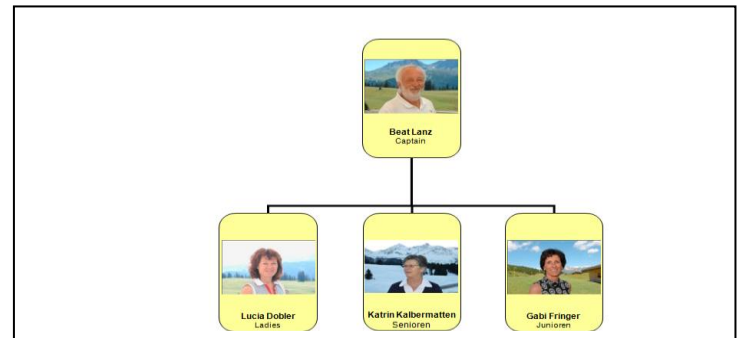 Beat Lanz
Captain
Lucia Dobler
Ladies
Katrin Kalbermatten
Senioren
Gabi Fringer
Junioren